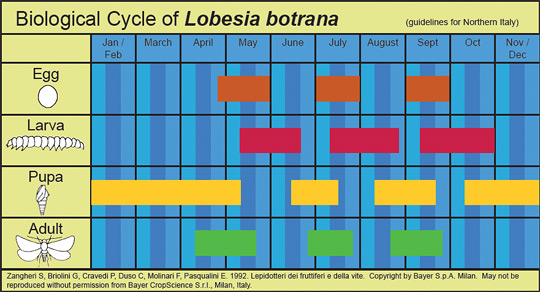 Biological Cycle of Lobesia botrana (guidelines for Northern Italy)
Jan / Feb March April May June July August Sept Oct Nov / Dec
Egg
Larva
Pupa
Adult
Zangheri S, Briolini G, Cravedi P, Duso C, Molinari F, Pasqualini E. 1992. Lepidotteri dei fruttiferi e della vite. Copyright by Bayer S.p.A. Milan. May not be
reproduced without permission from Bayer CropScience S.r.l., Milan, Italy.